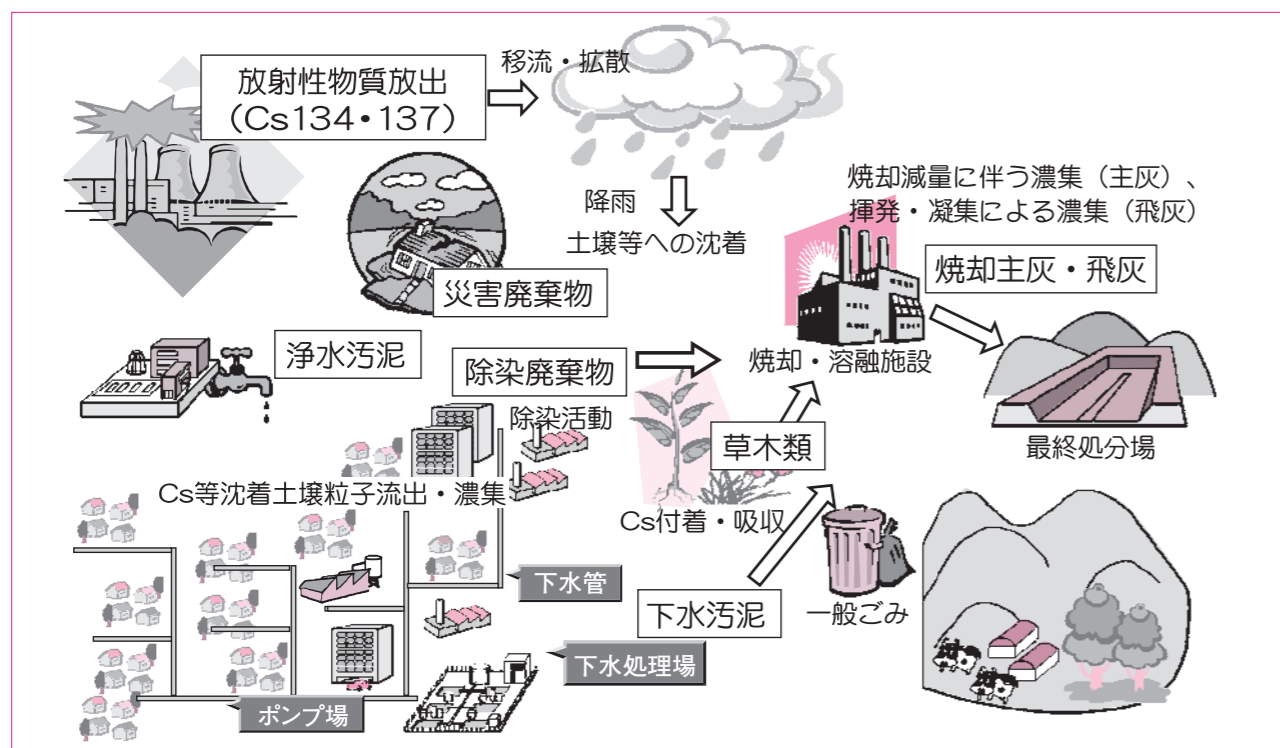 放射性物質放出
（Cs134・137）
移流・拡散
降雨
土壌等への沈着
災害廃棄物
焼却減量に伴う濃集（主灰）、
揮発・凝集による濃集（飛灰）
焼却主灰・飛灰
浄水汚泥
除染廃棄物
除染活動
焼却・溶融施設
草木類
最終処分場
Cs等沈着土壌粒子流出・濃集
Cs付着・吸収
下水管
下水汚泥
一般ごみ
下水処理場
ポンプ場